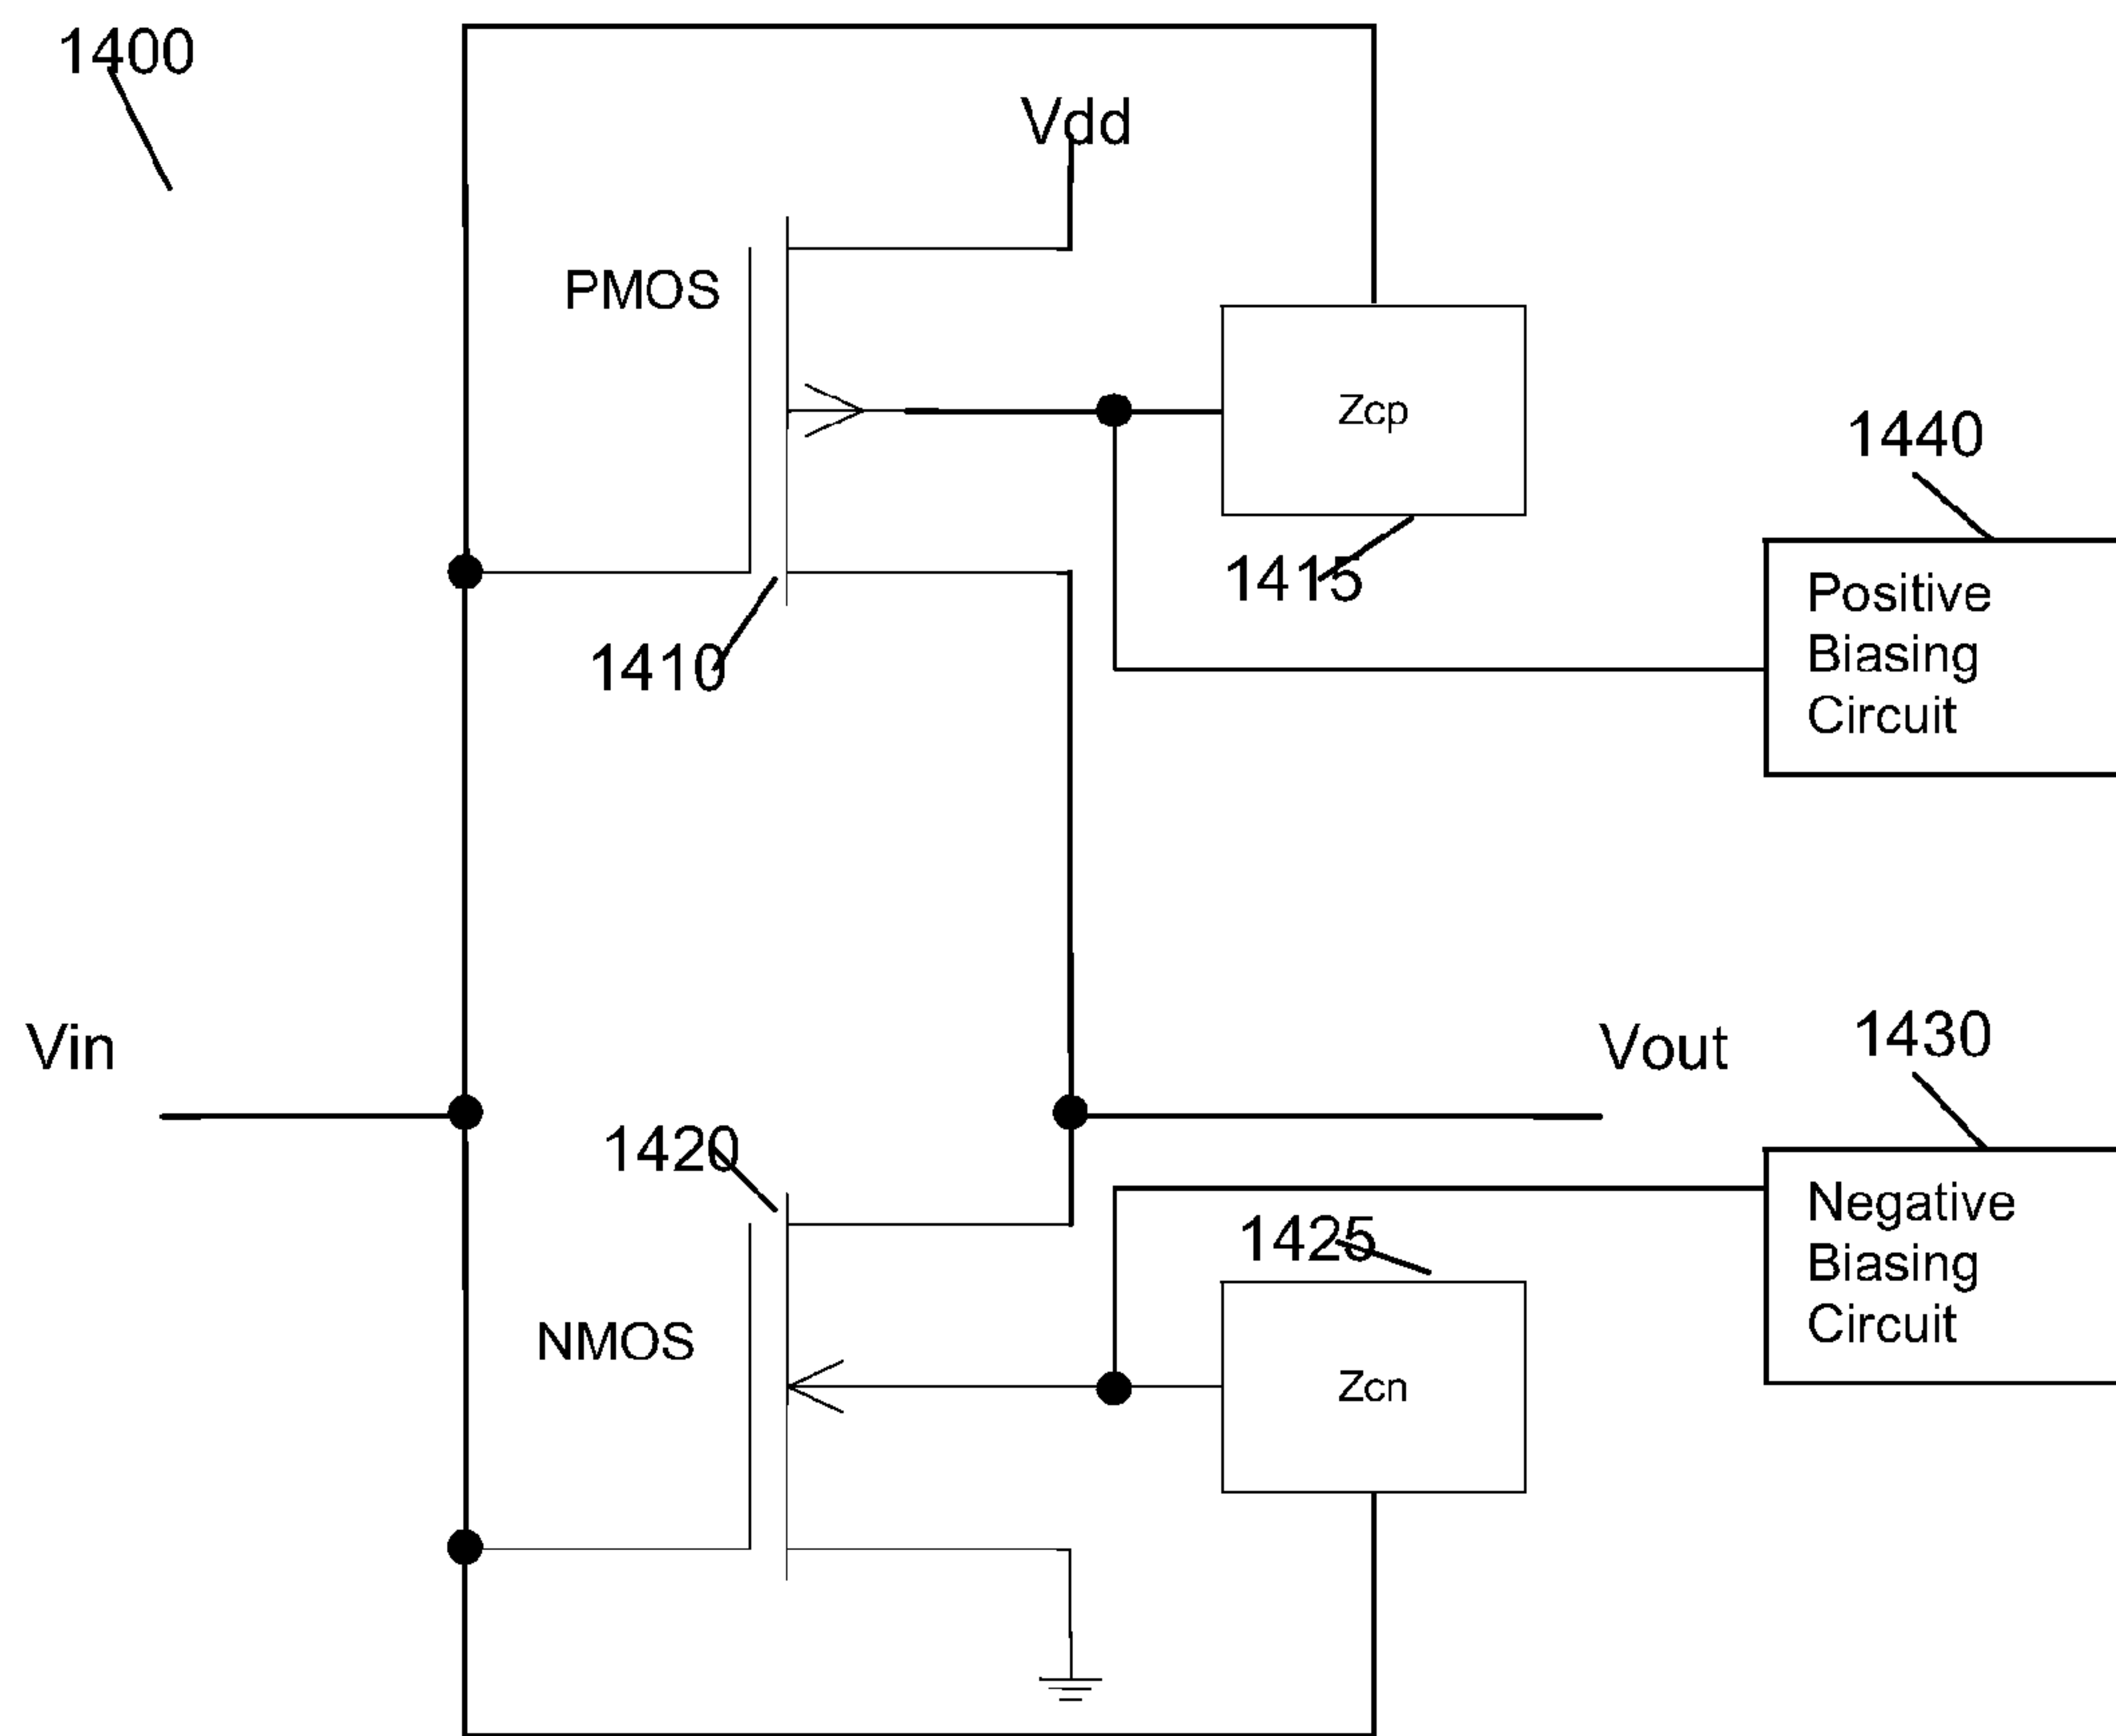 1400
Vdd
PMOS
Zcp
1440
1415
Positive
Biasing
Circuit
1410
Vin
Vout
1430
1420
Negative
Biasing
Circuit
1425
NMOS
Zcn